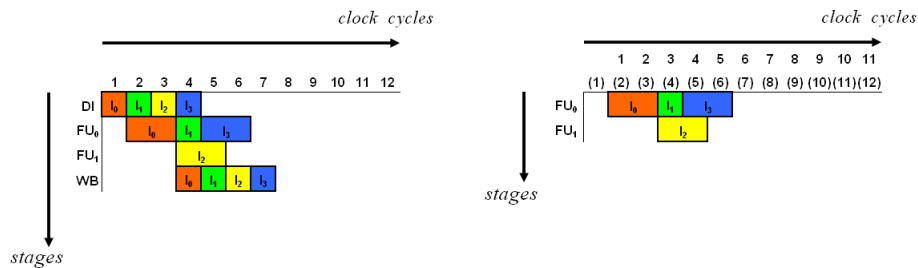 clock cycles
1 2 3 4 5 6 7 8 9 10 11 12
DI I₀ I₁ I₂ I₃
FU₀ I₀ I₁ I₃
FU₁ I₂
WB I₀ I₁ I₂ I₃
stages
clock cycles
1 2 3 4 5 6 7 8 9 10 11
(1) (2) (3) (4) (5) (6) (7) (8) (9) (10) (11) (12)
FU₀ I₀ I₁ I₃
FU₁ I₂
stages